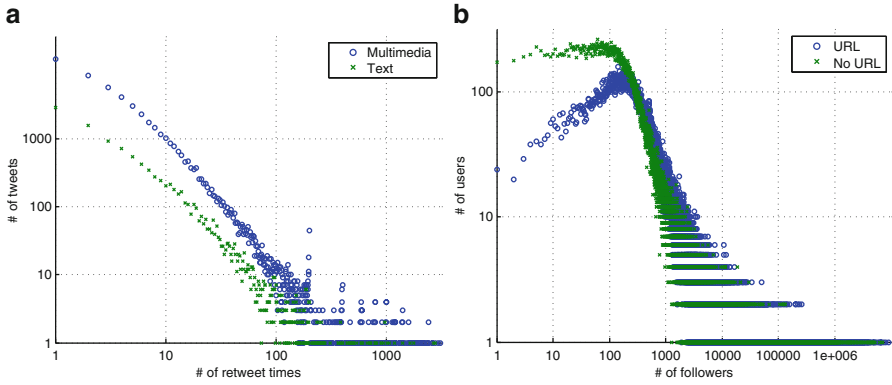 a
Multimedia
Text
1000
100
10
1
# of tweets
1
10
100
1000
# of retweet times
b
URL
No URL
100
10
1
# of users
1
10
100
1000
10000
100000
1e+006
# of followers